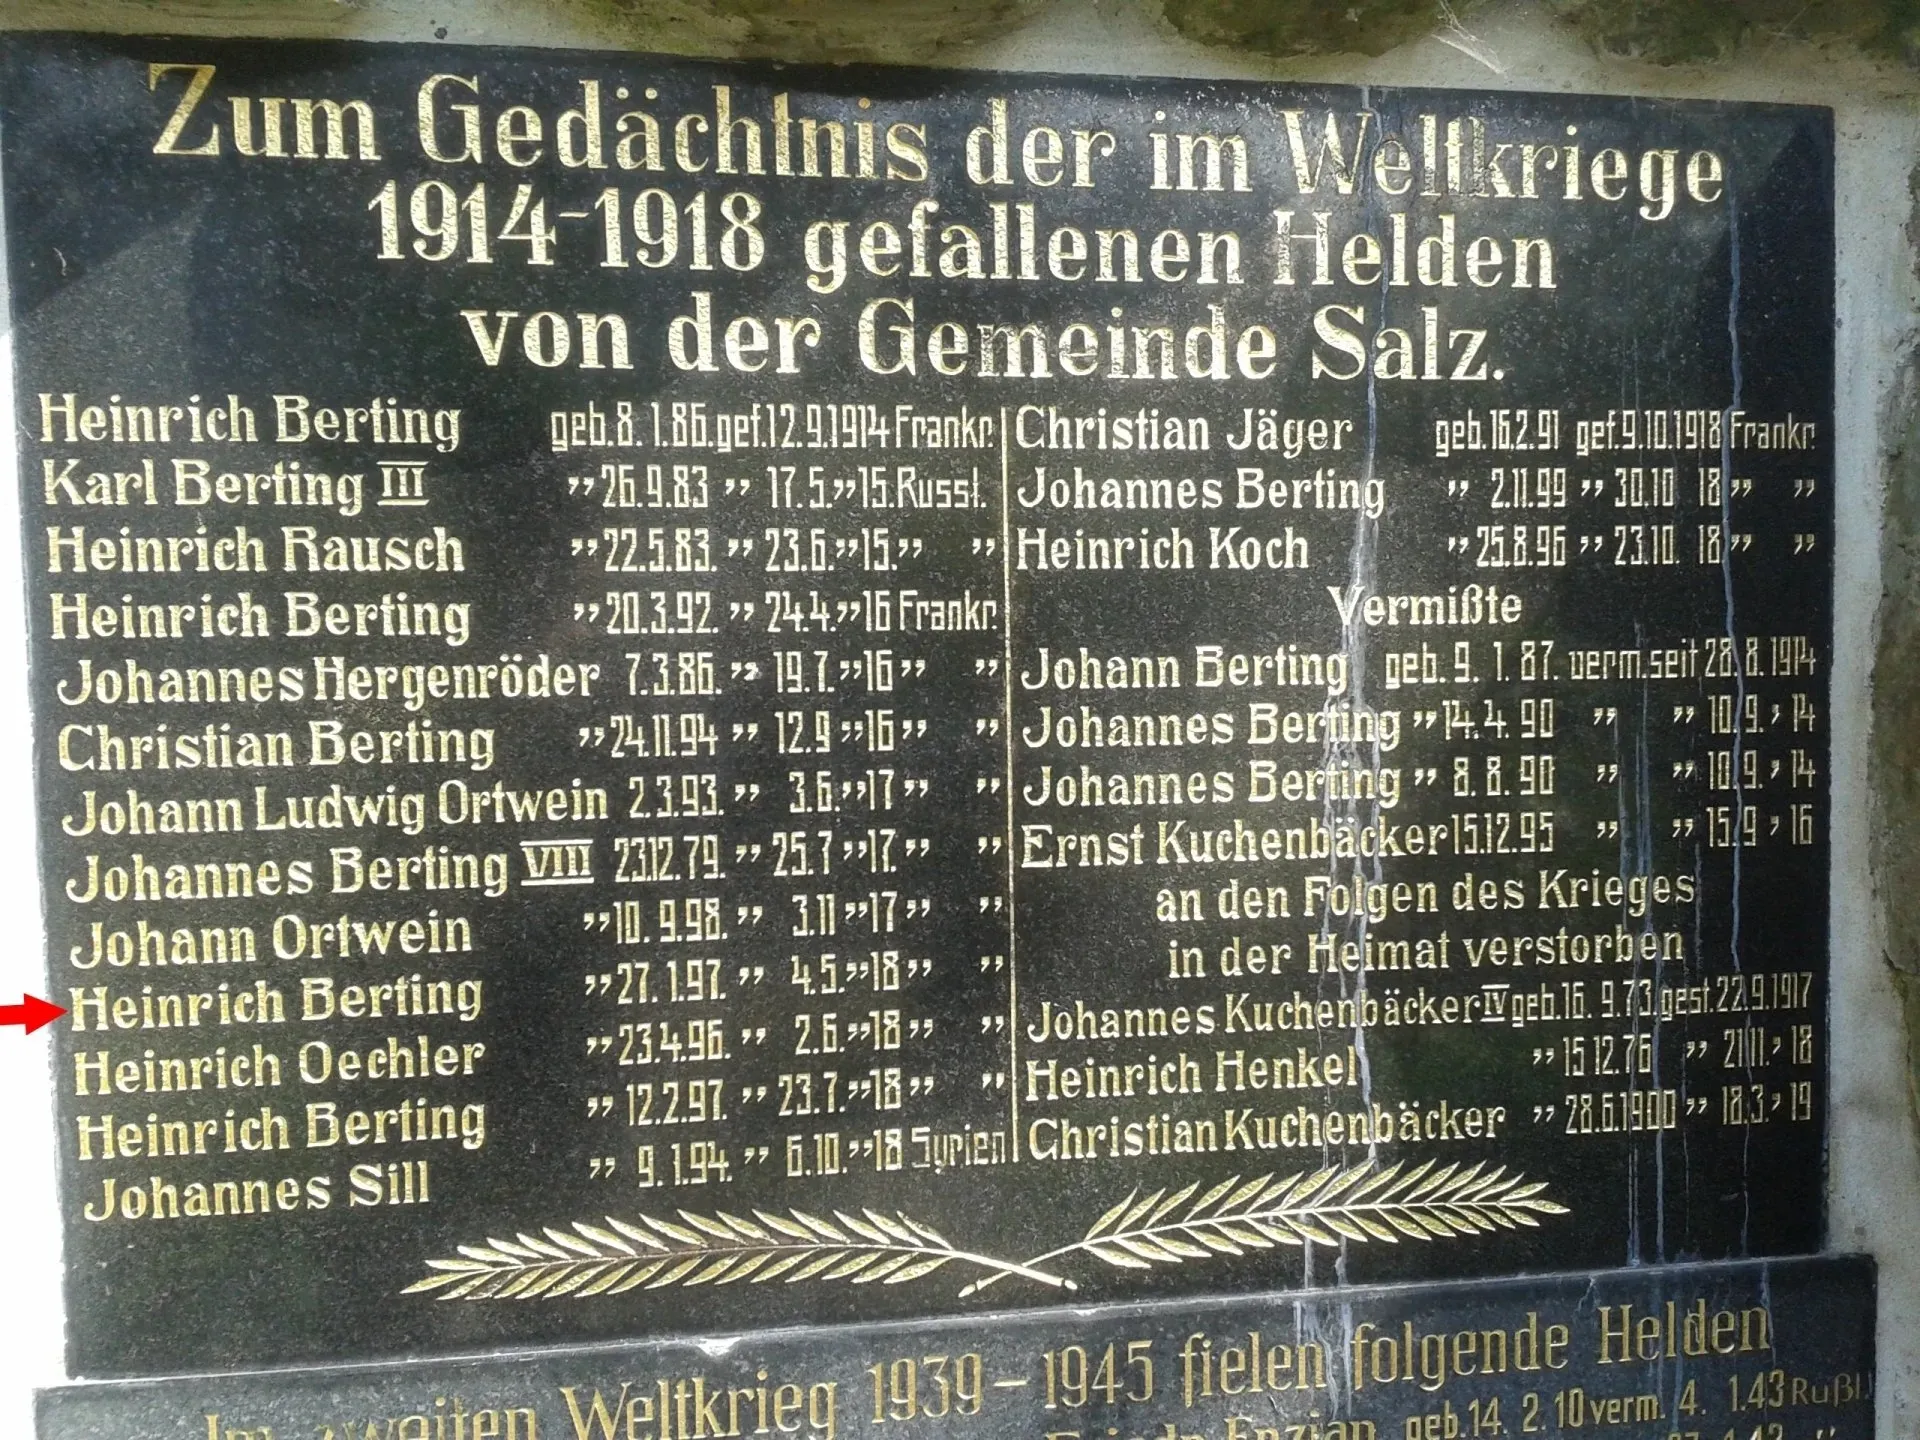 Zum Gedächtnis der im Weltkriege
1914-1918 gefallenen Helden
von der Gemeinde Salz.
Heinrich Berting geb. 8. 1. 86. gef. 12.9.1914 Frankr.
Karl Berting III " 26.9.83 " 17.5. " 15. Russl.
Heinrich Rausch " 22.5.83. " 23.6. " 15. " "
Heinrich Berting " 20.3.92. " 24.4. " 16 Frankr.
Johannes Hergenröder 7.3.86. " 19.7. " 16 " "
Christian Berting " 24.11.94 " 12.9 " 16 " "
Johann Ludwig Ortwein 2.3.93. " 3.6. " 17 " "
Johannes Berting VIII 23.12.79. " 25.7 " 17. " "
Johann Ortwein " 10. 9.98. " 3.11 " 17 " "
Heinrich Berting " 27. 1.97. " 4.5. " 18 " "
Heinrich Oechler " 23.4.96. " 2.6. " 18 " "
Heinrich Berting " 12.2.97. " 23.7. " 18 " "
Johannes Sill " 9. 1.94. " 6.10. " 18 Syrien
Christian Jäger geb. 16.2.91 gef. 9.10.1918 Frankr.
Johannes Berting " 2.11.99 " 30.10 18 " "
Heinrich Koch " 25.8.96 " 23.10. 18 " "
Vermißte
Johann Berting geb. 9. 1. 87. verm. seit 28.8.1914
Johannes Berting " 14.4. 90 " " 10.9. ' 14
Johannes Berting " 8. 8. 90 " " 10.9. ' 14
Ernst Kuchenbäcker 15.12.95 " " 15.9 ' 16
an den Folgen des Krieges
in der Heimat verstorben
Johannes Kuchenbäcker IV geb. 16. 9.73. gest. 22.9.1917
Heinrich Henkel " 15 12.76 " 21.11. ' 18
Christian Kuchenbäcker " 28.6.1900 " 18.3. ' 19
Im zweiten Weltkrieg 1939 - 1945 fielen folgende Helden
Enzian geb. 14. 2. 10 verm. 4. 1.43 Rußl.